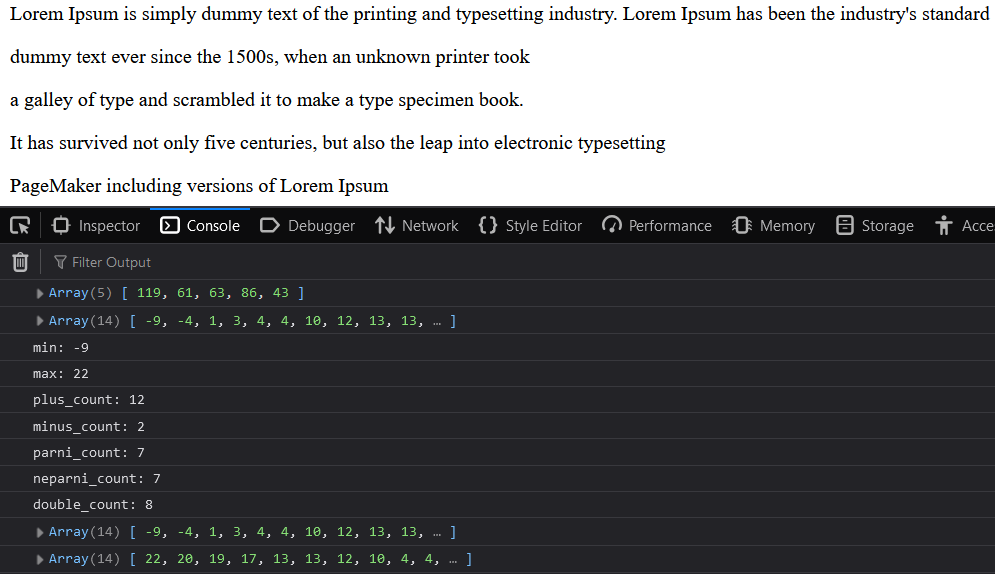 Lorem Ipsum is simply dummy text of the printing and typesetting industry. Lorem Ipsum has been the industry's standard
dummy text ever since the 1500s, when an unknown printer took
a galley of type and scrambled it to make a type specimen book.
It has survived not only five centuries, but also the leap into electronic typesetting
PageMaker including versions of Lorem Ipsum
Inspector Console Debugger Network Style Editor Performance Memory Storage Acce
Filter Output
Array(5) [ 119, 61, 63, 86, 43 ]
Array(14) [ -9, -4, 1, 3, 4, 4, 10, 12, 13, 13, … ]
min: -9
max: 22
plus_count: 12
minus_count: 2
parni_count: 7
neparni_count: 7
double_count: 8
Array(14) [ -9, -4, 1, 3, 4, 4, 10, 12, 13, 13, … ]
Array(14) [ 22, 20, 19, 17, 13, 13, 12, 10, 4, 4, … ]